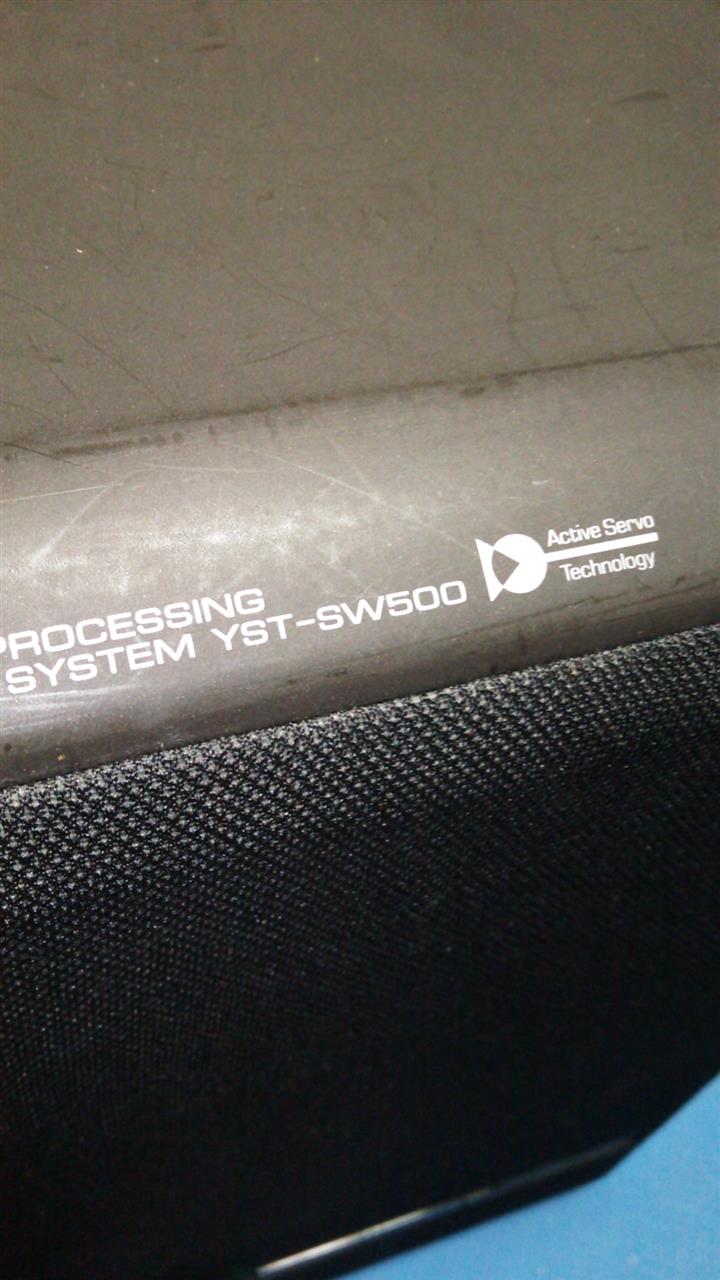 PROCESSING
SYSTEM YST-SW500
Active Servo
Technology